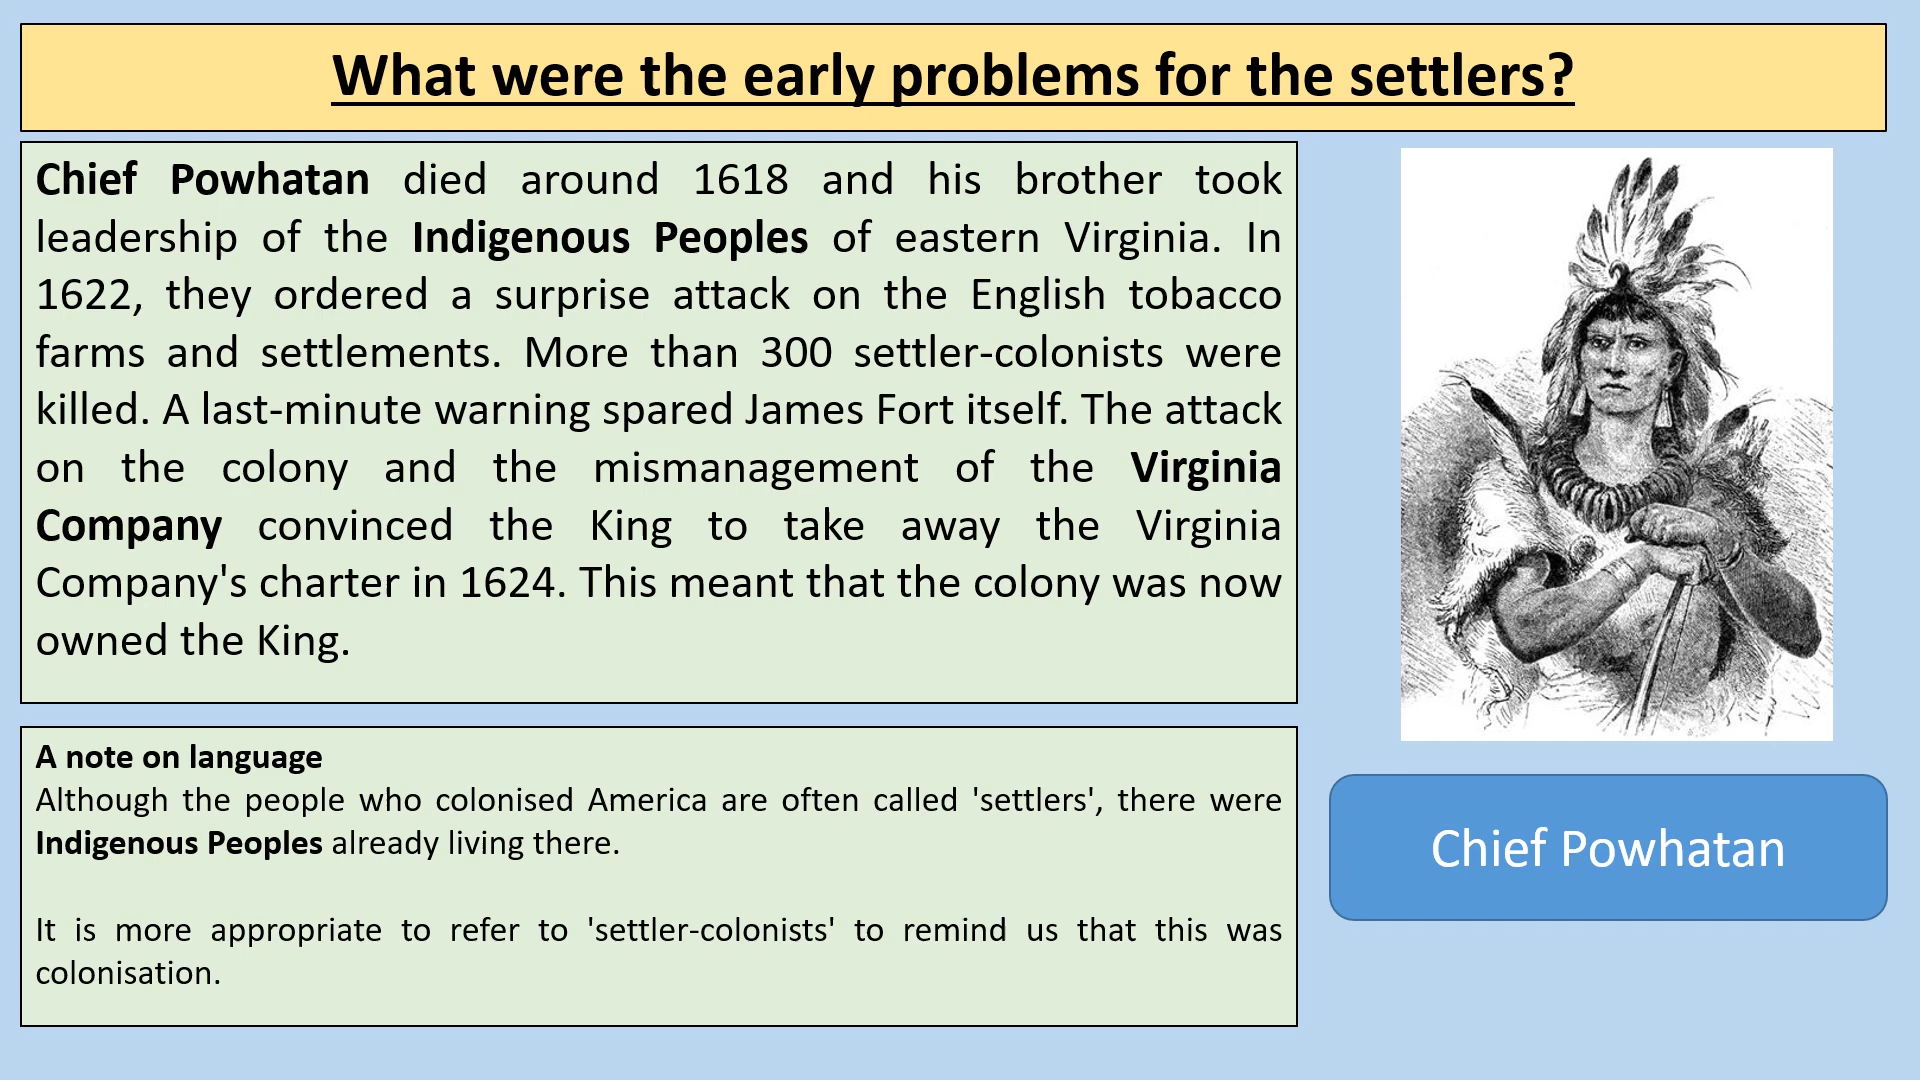 What were the early problems for the settlers?
Chief Powhatan died around 1618 and his brother took
leadership of the Indigenous Peoples of eastern Virginia. In
1622, they ordered a surprise attack on the English tobacco
farms and settlements. More than 300 settler-colonists were
killed. A last-minute warning spared James Fort itself. The attack
on the colony and the mismanagement of the Virginia
Company convinced the King to take away the Virginia
Company's charter in 1624. This meant that the colony was now
owned the King.
A note on language
Although the people who colonised America are often called 'settlers', there were
Indigenous Peoples already living there.
It is more appropriate to refer to 'settler-colonists' to remind us that this was
colonisation.
Chief Powhatan